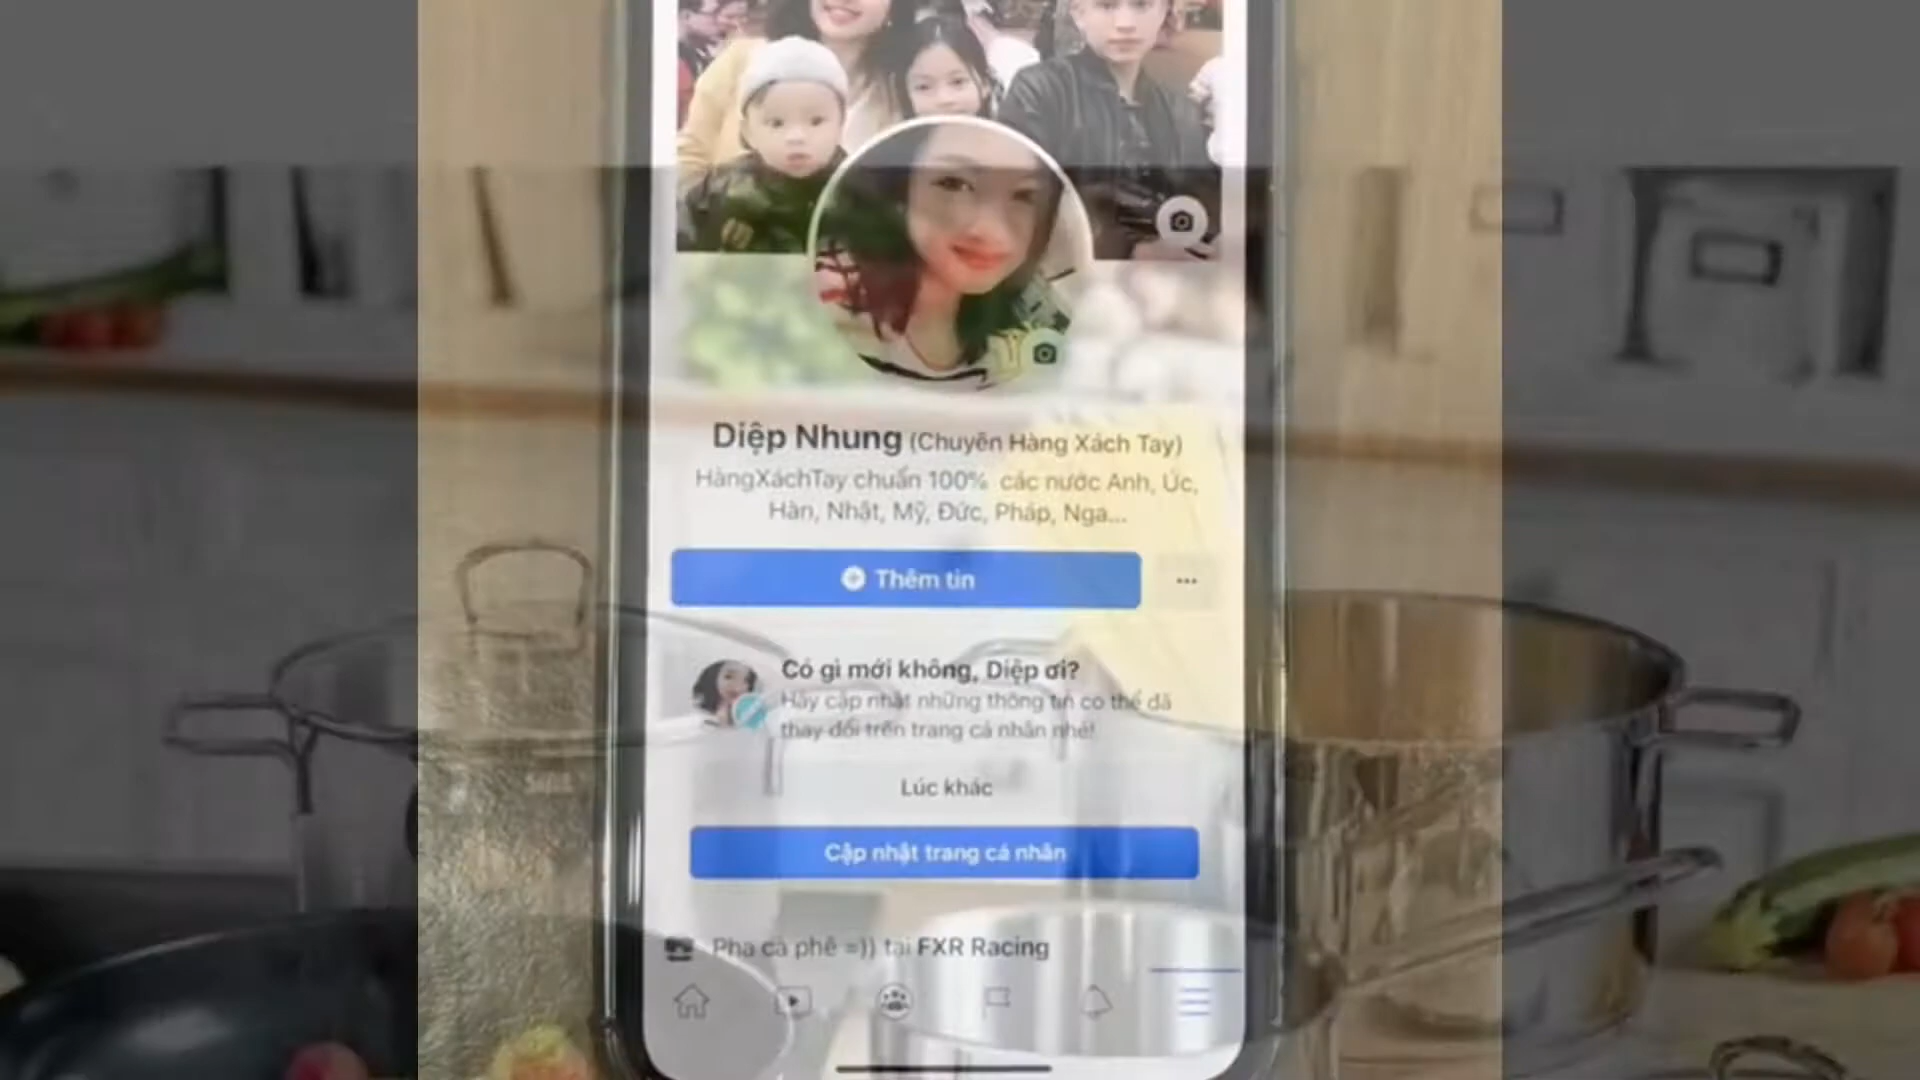 Diệp Nhung (Chuyên Hàng Xách Tay)
HàngXáchTay chuẩn 100% các nước Anh, Úc,
Hàn, Nhật, Mỹ, Đức, Pháp, Nga...
Thêm tin
Có gì mới không, Diệp ơi?
Hãy cập nhật những thông tin có thể đã
thay đổi trên trang cá nhân nhé!
Lúc khác
Cập nhật trang cá nhân
Pha cà phê =)) tại FXR Racing